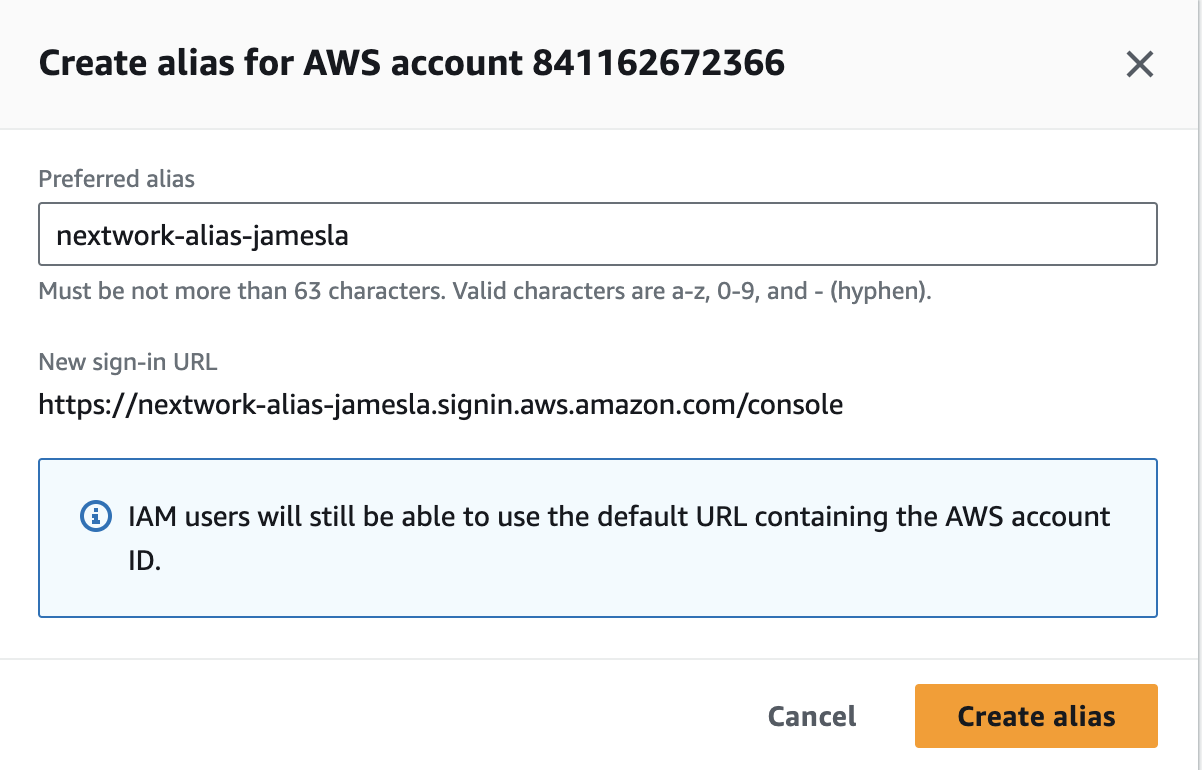 Create alias for AWS account 841162672366
Preferred alias
nextwork-alias-jamesla
Must be not more than 63 characters. Valid characters are a-z, 0-9, and - (hyphen).
New sign-in URL
https://nextwork-alias-jamesla.signin.aws.amazon.com/console
IAM users will still be able to use the default URL containing the AWS account
ID.
Cancel
Create alias